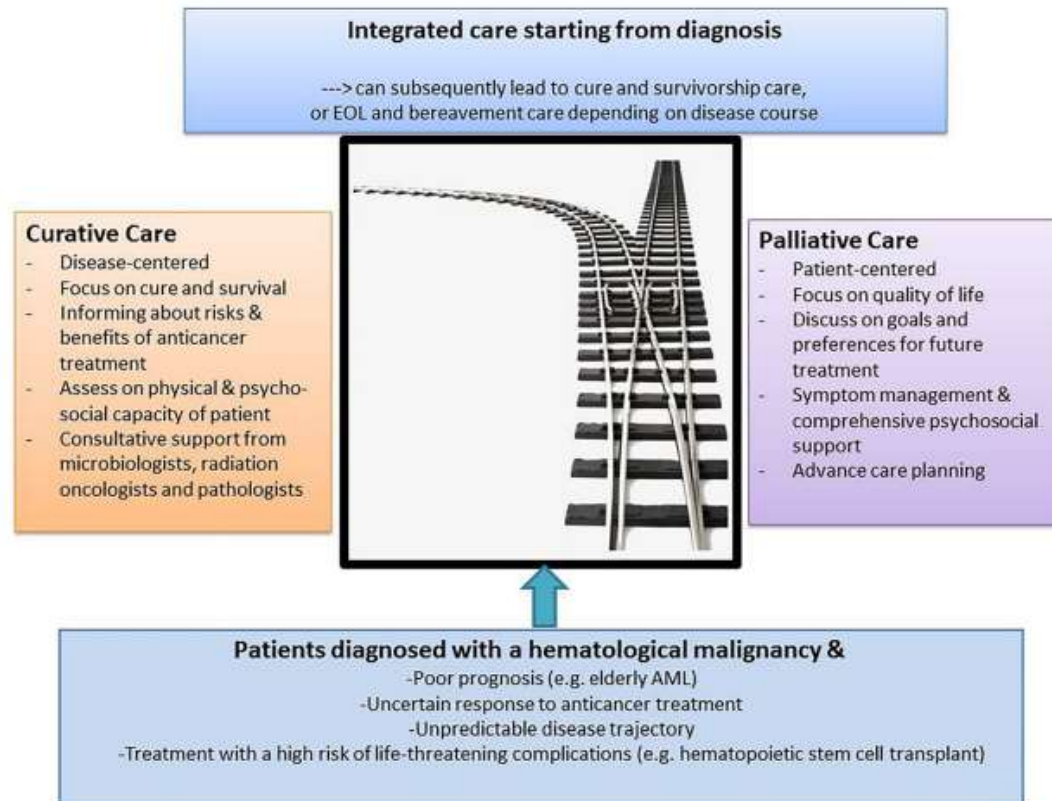 Integrated care starting from diagnosis
---> can subsequently lead to cure and survivorship care,
or EOL and bereavement care depending on disease course
Curative Care
- Disease-centered
- Focus on cure and survival
- Informing about risks &
benefits of anticancer
treatment
- Assess on physical & psycho-
social capacity of patient
- Consultative support from
microbiologists, radiation
oncologists and pathologists
Palliative Care
- Patient-centered
- Focus on quality of life
- Discuss on goals and
preferences for future
treatment
- Symptom management &
comprehensive psychosocial
support
- Advance care planning
Patients diagnosed with a hematological malignancy &
-Poor prognosis (e.g. elderly AML)
-Uncertain response to anticancer treatment
-Unpredictable disease trajectory
-Treatment with a high risk of life-threatening complications (e.g. hematopoietic stem cell transplant)